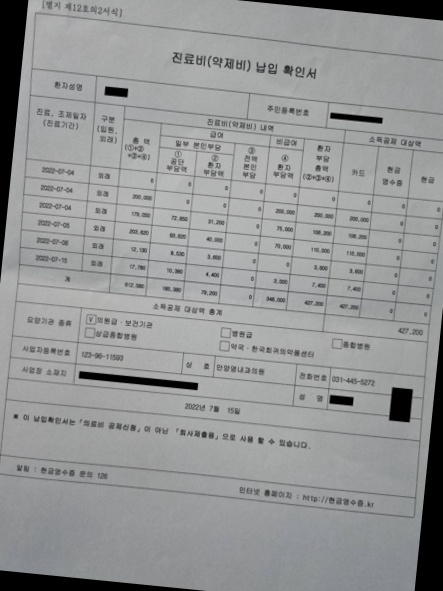 [별지 제12호의2서식]
진료비(약제비) 납입 확인서
환자성명
주민등록번호
진료, 조제일자 (진료기간)
구분 (입원, 외래)
진료비(약제비) 내역
소득공제 대상액
총 액 (①+②+③+④)
급여
비급여
환자 부담 총액 (②+③+④)
카드
현금 영수증
현금
일부 본인부담
③ 전액 본인 부담
④ 환자 부담액
① 공단 부담액
② 환자 부담액
2022-07-04 외래 0 0 0 0 0 0 0 0 0
2022-07-04 외래 200,000 0 0 0 200,000 200,000 200,000 0 0
2022-07-04 외래 179,050 72,850 31,200 0 75,000 106,200 106,200 0 0
2022-07-05 외래 203,620 93,620 40,000 0 70,000 110,000 110,000 0 0
2022-07-08 외래 12,130 8,530 3,600 0 0 3,600 3,600 0 0
2022-07-15 외래 17,780 10,380 4,400 0 3,000 7,400 7,400 0 0
계 612,580 185,380 79,200 0 348,000 427,200 427,200 0 0
소득공제 대상액 총계 427,200
요양기관 종류
[V]의원급·보건기관 □병원급 □종합병원
□상급종합병원 □약국·한국희귀의약품센터
사업자등록번호 123-96-11593 상 호 안양영내과의원 전화번호 031-445-5272
사업장 소재지
성 명
2022년 7월 15일
※ 이 납입확인서는「의료비 공제신청」이 아닌 「회사제출용」으로 사용 할 수 있습니다.
알림 : 현금영수증 문의 126
인터넷 홈페이지 : http://현금영수증.kr